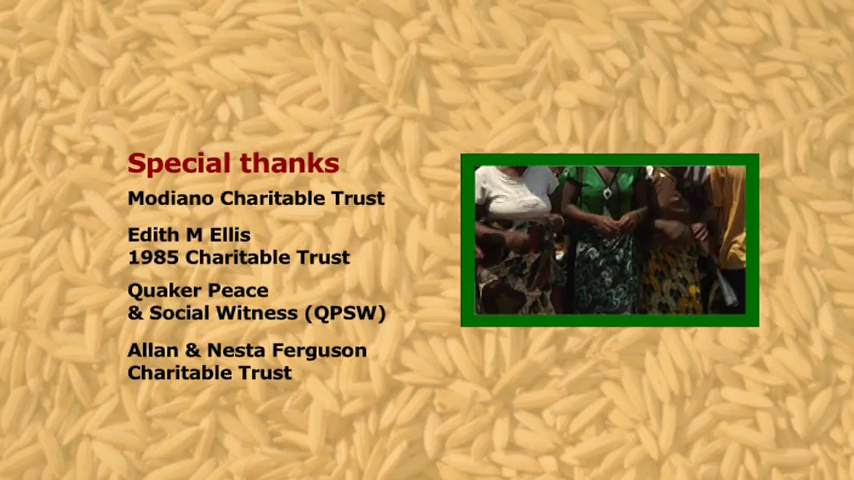 Special thanks
Modiano Charitable Trust
Edith M Ellis
1985 Charitable Trust
Quaker Peace
& Social Witness (QPSW)
Allan & Nesta Ferguson
Charitable Trust